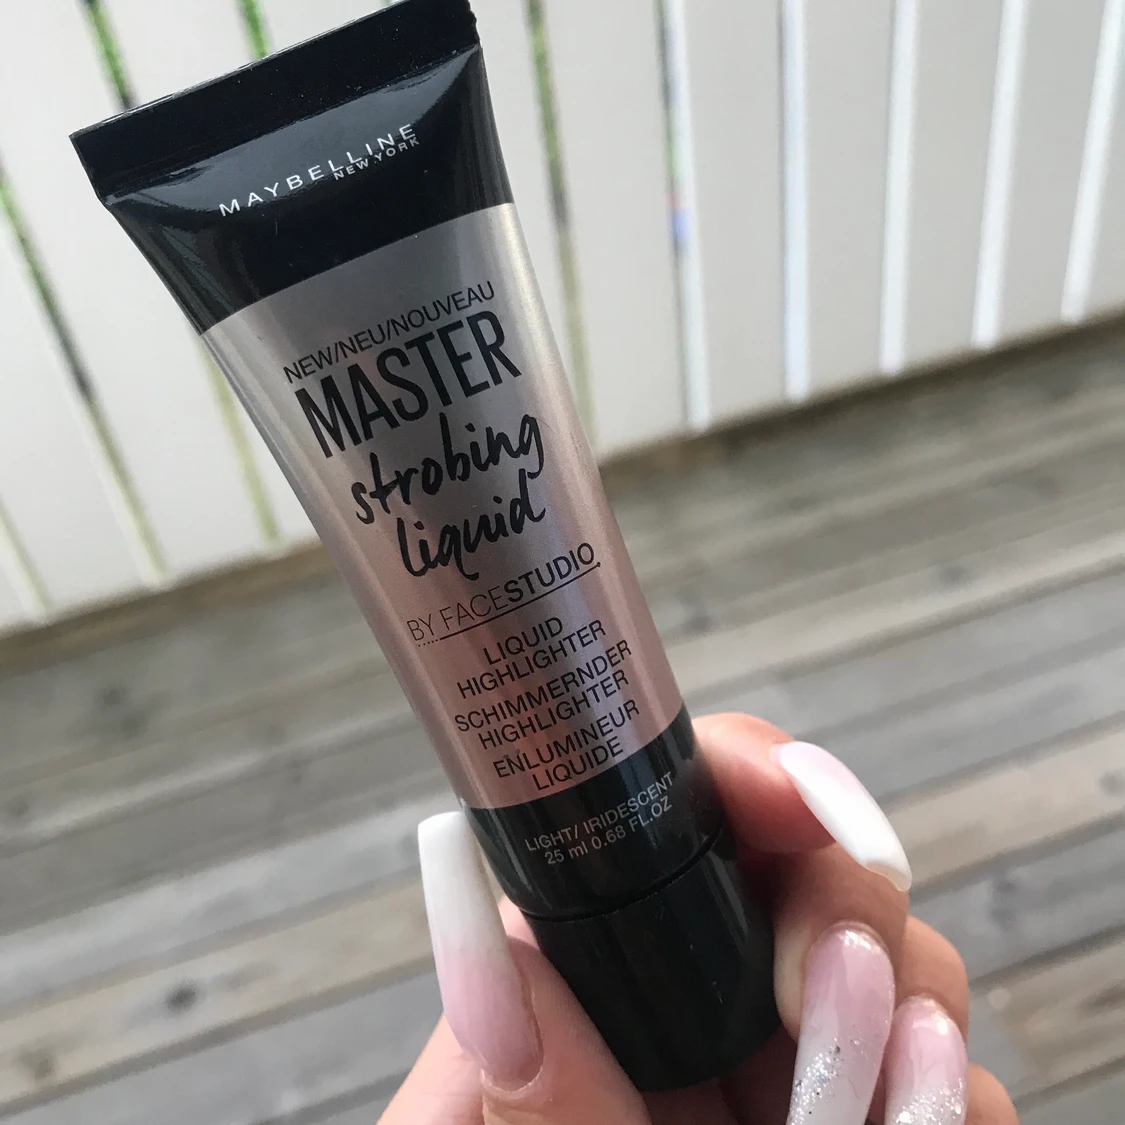 MAYBELLINE
NEW YORK
NEW/NEU/NOUVEAU
MASTER
strobing
liquid
BY FACESTUDIO
LIQUID
HIGHLIGHTER
SCHIMMERNDER
HIGHLIGHTER
ENLUMINEUR
LIQUIDE
LIGHT/ IRIDESCENT
25 ml 0.68 FL.OZ